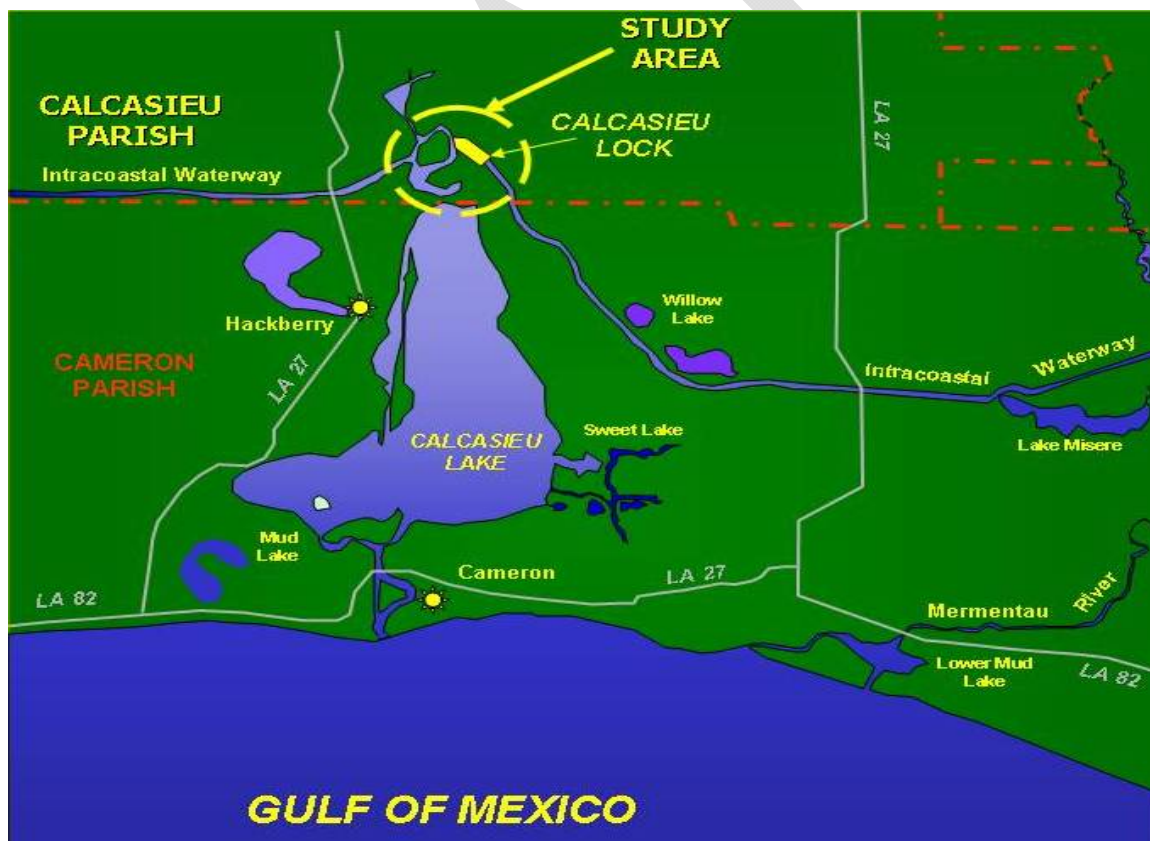 STUDY
AREA
CALCASIEU
PARISH
CALCASIEU
LOCK
LA 27
Intracoastal Waterway
Willow
Lake
Hackberry
CAMERON
PARISH
LA 27
Intracoastal
Waterway
Sweet Lake
CALCASIEU
LAKE
Lake Misere
Mud
Lake
Cameron
LA 27
LA 82
Mermentau
River
Lower Mud
Lake
LA 82
GULF OF MEXICO